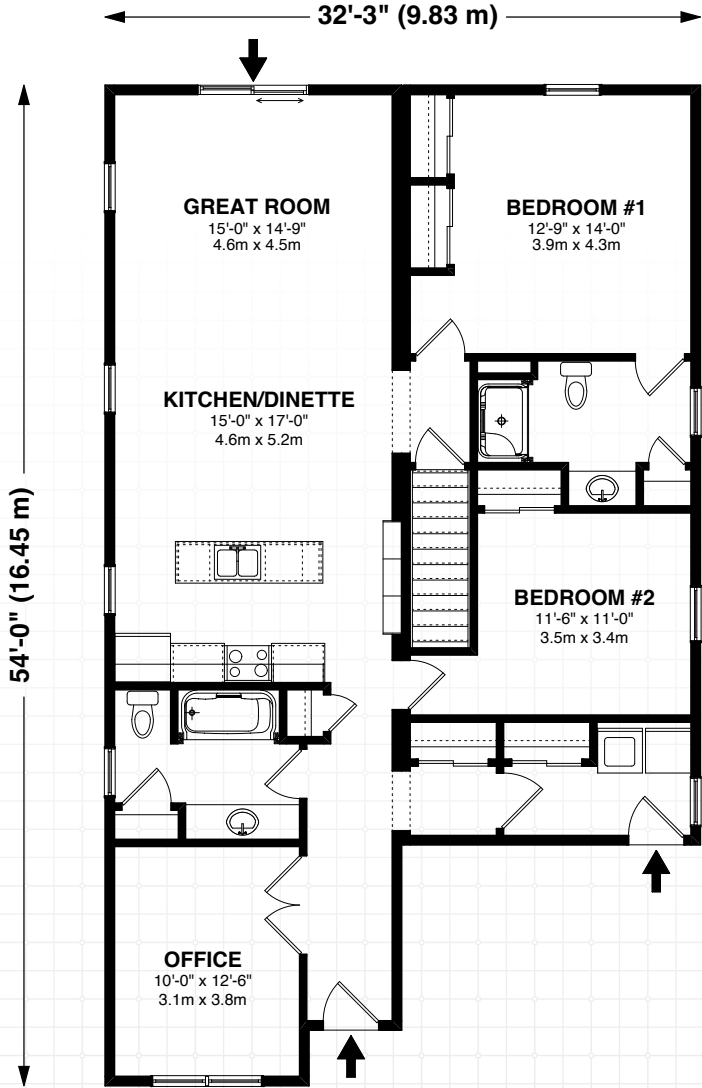 32'-3" (9.83 m)
54'-0" (16.45 m)
GREAT ROOM
15'-0" x 14'-9"
4.6m x 4.5m
BEDROOM #1
12'-9" x 14'-0"
3.9m x 4.3m
KITCHEN/DINETTE
15'-0" x 17'-0"
4.6m x 5.2m
BEDROOM #2
11'-6" x 11'-0"
3.5m x 3.4m
OFFICE
10'-0" x 12'-6"
3.1m x 3.8m